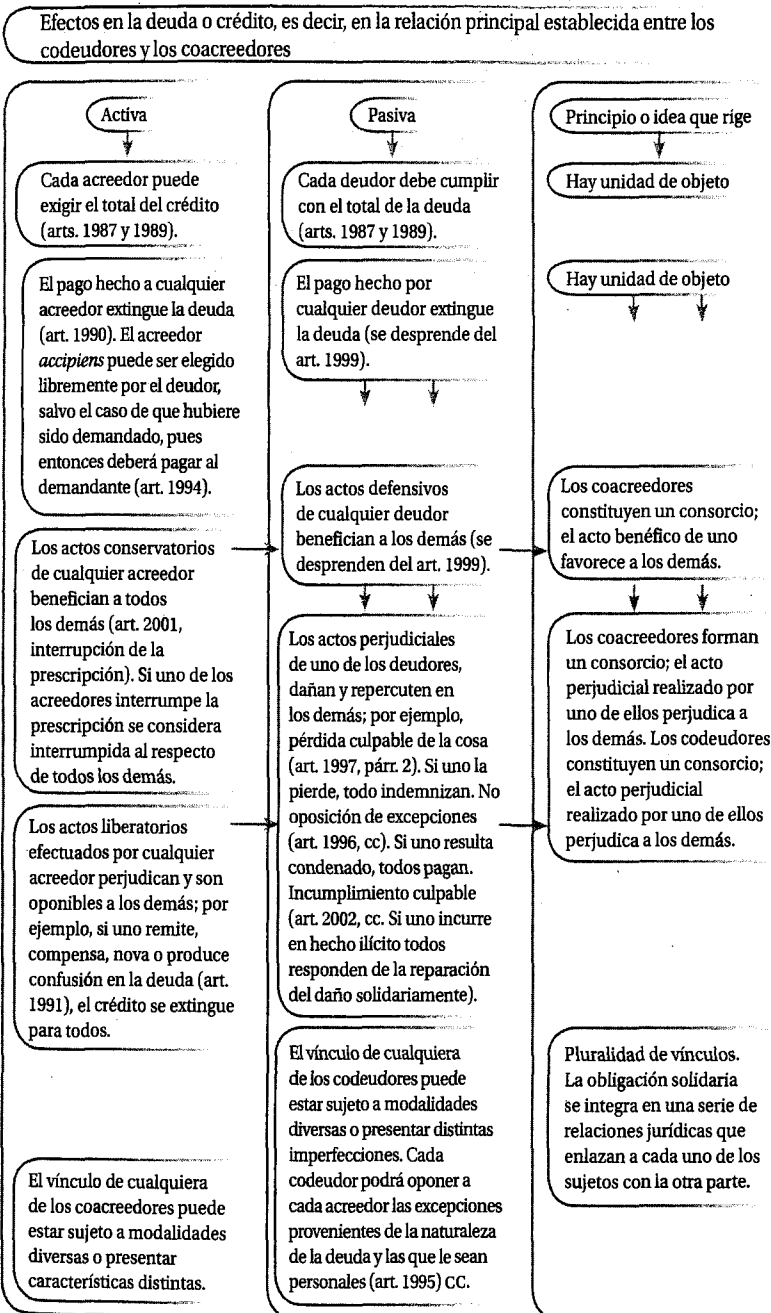 Efectos en la deuda o crédito, es decir, en la relación principal establecida entre los
codeudores y los coacreedores
Activa
Cada acreedor puede
exigir el total del crédito
(arts. 1987 y 1989).
El pago hecho a cualquier
acreedor extingue la deuda
(art. 1990). El acreedor
accipiens puede ser elegido
libremente por el deudor,
salvo el caso de que hubiere
sido demandado, pues
entonces deberá pagar al
demandante (art. 1994).
Los actos conservatorios
de cualquier acreedor
benefician a todos
los demás (art. 2001,
interrupción de la
prescripción). Si uno de los
acreedores interrumpe la
prescripción se considera
interrumpida al respecto
de todos los demás.
Los actos liberatorios
efectuados por cualquier
acreedor perjudican y son
oponibles a los demás; por
ejemplo, si uno remite,
compensa, nova o produce
confusión en la deuda (art.
1991), el crédito se extingue
para todos.
El vínculo de cualquiera
de los coacreedores puede
estar sujeto a modalidades
diversas o presentar
características distintas.
Pasiva
Cada deudor debe cumplir
con el total de la deuda
(arts. 1987 y 1989).
El pago hecho por
cualquier deudor extingue
la deuda (se desprende del
art. 1999).
Los actos defensivos
de cualquier deudor
benefician a los demás (se
desprenden del art. 1999).
Los actos perjudiciales
de uno de los deudores,
dañan y repercuten en
los demás; por ejemplo,
pérdida culpable de la cosa
(art. 1997, párr. 2). Si uno la
pierde, todo indemnizan. No
oposición de excepciones
(art. 1996, cc). Si uno resulta
condenado, todos pagan.
Incumplimiento culpable
(art. 2002, cc. Si uno incurre
en hecho ilícito todos
responden de la reparación
del daño solidariamente).
El vínculo de cualquiera
de los codeudores puede
estar sujeto a modalidades
diversas o presentar distintas
imperfecciones. Cada
codeudor podrá oponer a
cada acreedor las excepciones
provenientes de la naturaleza
de la deuda y las que le sean
personales (art. 1995) CC.
Principio o idea que rige
Hay unidad de objeto
Hay unidad de objeto
Los coacreedores
constituyen un consorcio;
el acto benéfico de uno
favorece a los demás.
Los coacreedores forman
un consorcio; el acto
perjudicial realizado por
uno de ellos perjudica a
los demás. Los codeudores
constituyen un consorcio;
el acto perjudicial
realizado por uno de ellos
perjudica a los demás.
Pluralidad de vínculos.
La obligación solidaria
se integra en una serie de
relaciones jurídicas que
enlazan a cada uno de los
sujetos con la otra parte.